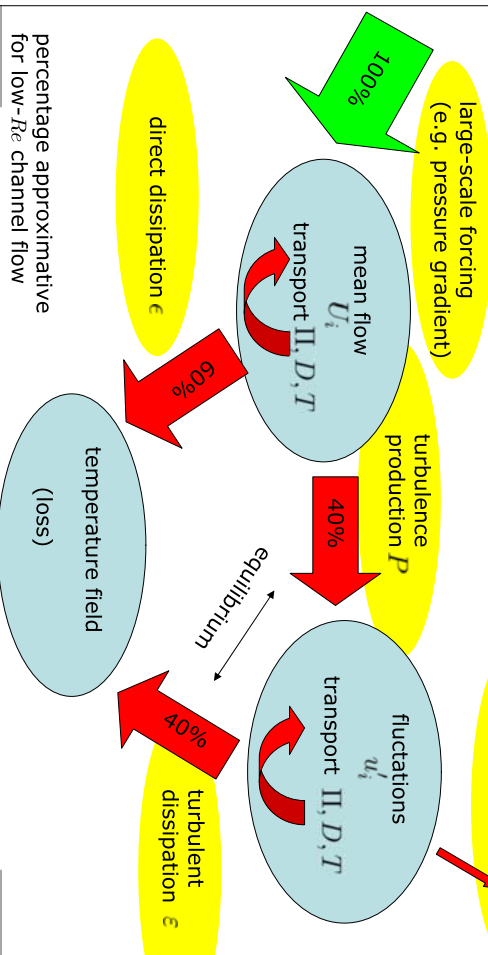 large-scale forcing
(e.g. pressure gradient)
100%
mean flow
U_i
transport Π, D, T
turbulence
production P
40%
fluctations
u'_i
transport Π, D, T
direct dissipation ϵ
60%
equilibrium
40%
turbulent
dissipation ε
temperature field
(loss)
percentage approximative
for low-Re channel flow